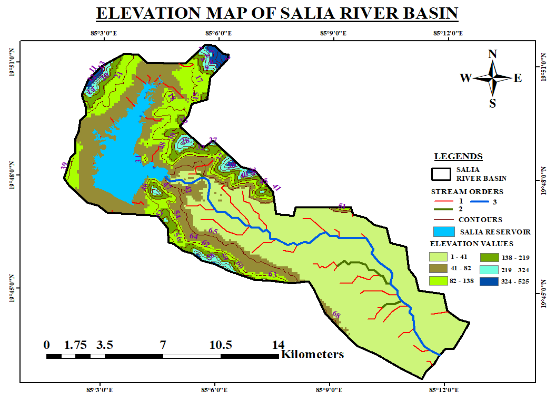 ELEVATION MAP OF SALIA RIVER BASIN
85°3'0"E 85°6'0"E 85°9'0"E 85°12'0"E
N
W E
S
LEGENDS
SALIA
RIVER BASIN
STREAM ORDERS
1 3
2
CONTOURS
SALIA RESERVOIR
ELEVATION VALUES
1 - 41 138 - 219
41 - 82 219 - 324
82 - 138 324 - 525
0 1.75 3.5 7 10.5 14
Kilometers
85°3'0"E 85°6'0"E 85°9'0"E 85°12'0"E